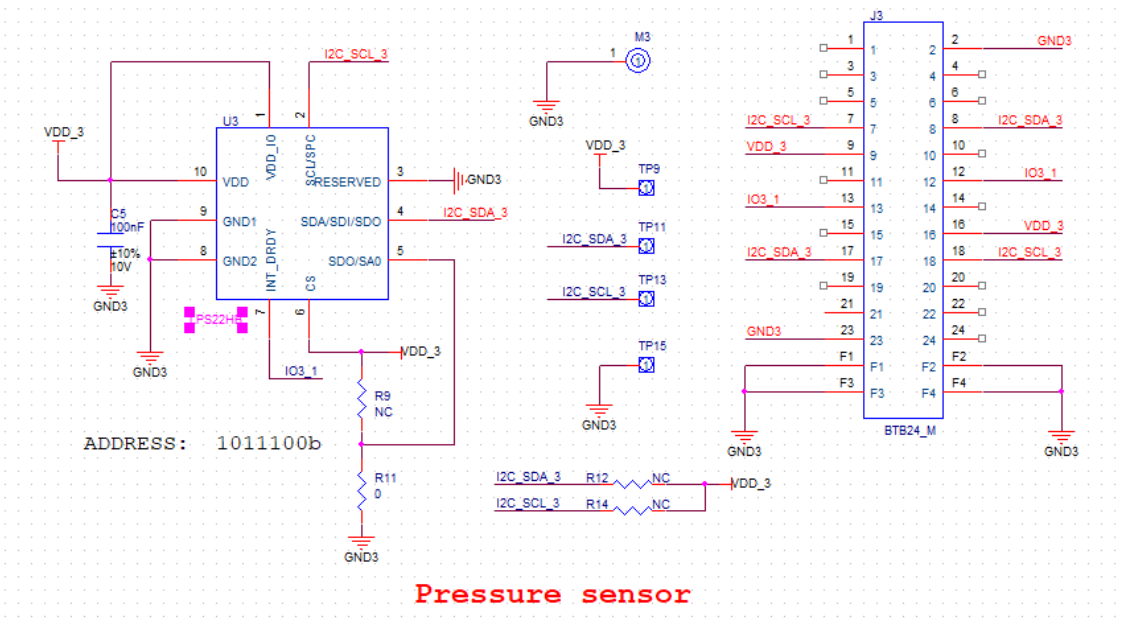 J3
M3
1
GND3
I2C_SCL_3
VDD_3
U3
1
2
VDD_IO
SCL/SPC
10
VDD
RESERVED
3
GND3
9
GND1
SDA/SDI/SDO
4
I2C_SDA_3
8
GND2
SDO/SA0
5
INT_DRDY
CS
7
6
C5
100nF
±10%
10V
GND3
GND3
IO3_1
VDD_3
R9
NC
R11
0
GND3
ADDRESS: 1011100b
VDD_3
TP9
1
TP11
I2C_SDA_3
1
TP13
I2C_SCL_3
1
TP15
1
GND3
I2C_SDA_3 R12 NC
VDD_3
I2C_SCL_3 R14 NC
1 1 2 2 GND3
3 3 4 4
5 5 6 6
I2C_SCL_3 7 7 8 8 I2C_SDA_3
VDD_3 9 9 10 10
11 11 12 12 IO3_1
IO3_1 13 13 14 14
15 15 16 16 VDD_3
I2C_SDA_3 17 17 18 18 I2C_SCL_3
19 19 20 20
21 21 22 22
GND3 23 23 24 24
F1 F1 F2 F2
F3 F3 F4 F4
BTB24_M
GND3
GND3
Pressure sensor